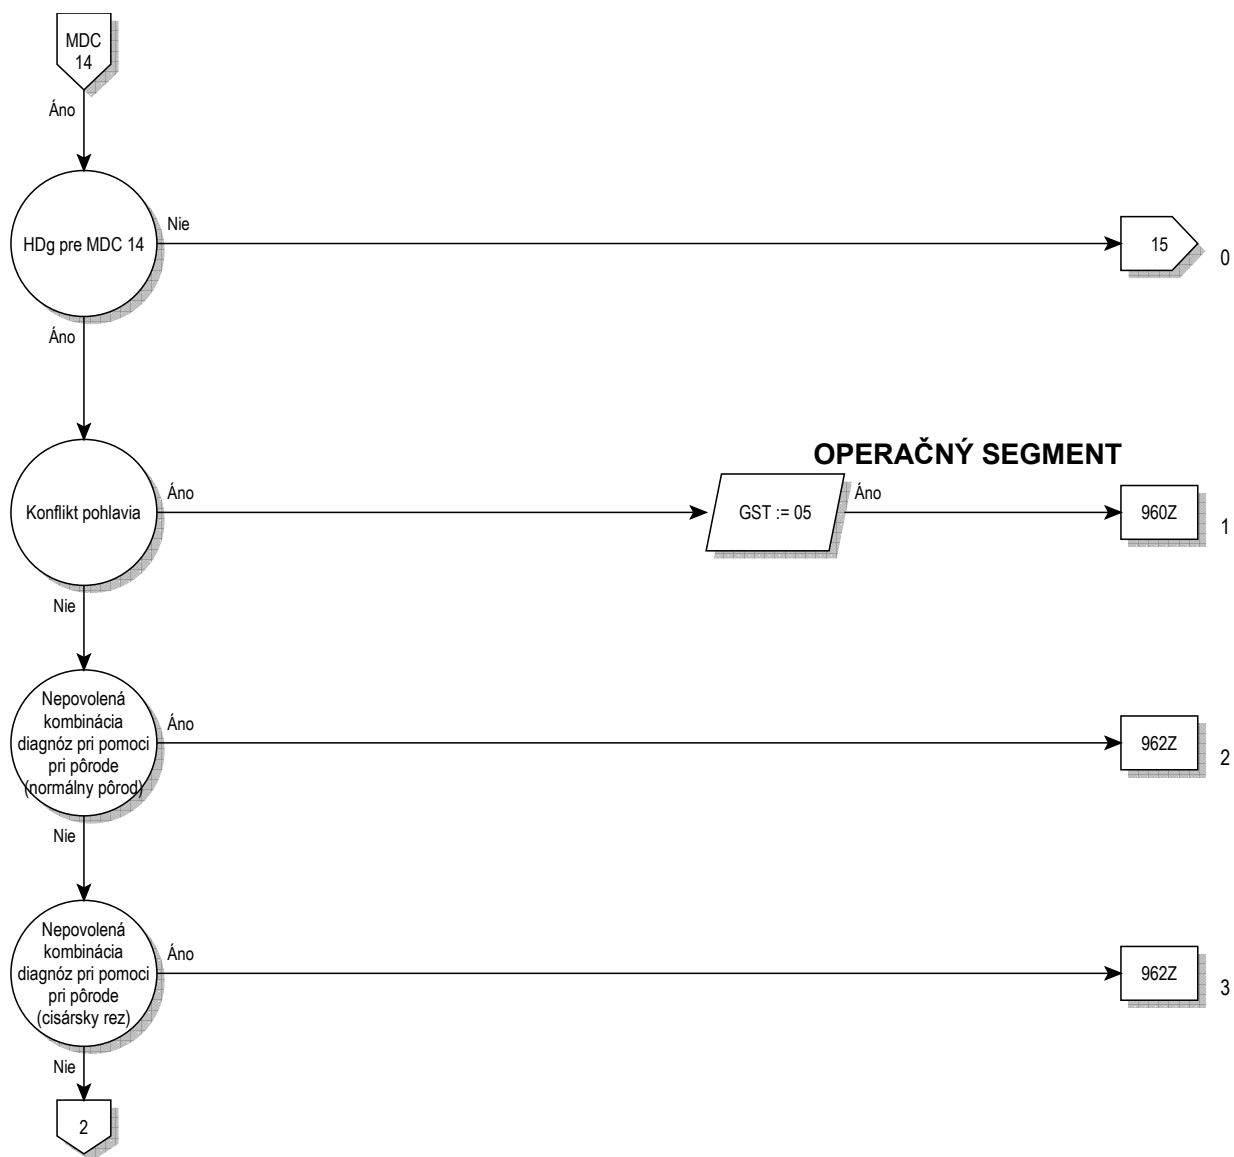 MDC
14
Áno
HDg pre MDC 14
Nie
15
0
Áno
OPERAČNÝ SEGMENT
Konflikt pohlavia
Áno
GST := 05
Áno
960Z
1
Nie
Nepovolená
kombinácia
diagnóz pri pomoci
pri pôrode
(normálny pôrod)
Áno
962Z
2
Nie
Nepovolená
kombinácia
diagnóz pri pomoci
pri pôrode
(cisársky rez)
Áno
962Z
3
Nie
2